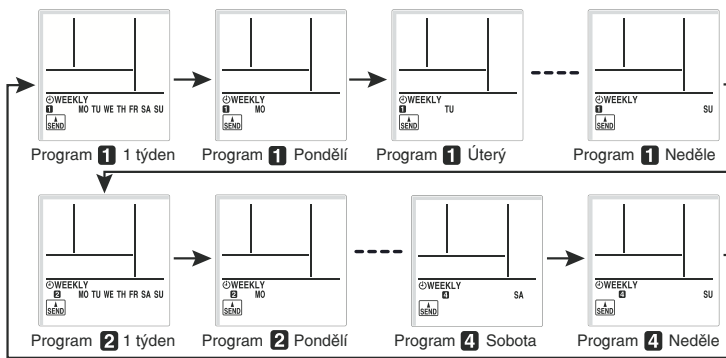 WEEKLY
1 MO TU WE TH FR SA SU
SEND
Program 1 1 týden
WEEKLY
1 MO
SEND
Program 1 Pondělí
WEEKLY
1 TU
SEND
Program 1 Úterý
WEEKLY
1 SU
SEND
Program 1 Neděle
WEEKLY
2 MO TU WE TH FR SA SU
SEND
Program 2 1 týden
WEEKLY
2 MO
SEND
Program 2 Pondělí
WEEKLY
4 SA
SEND
Program 4 Sobota
WEEKLY
4 SU
SEND
Program 4 Neděle